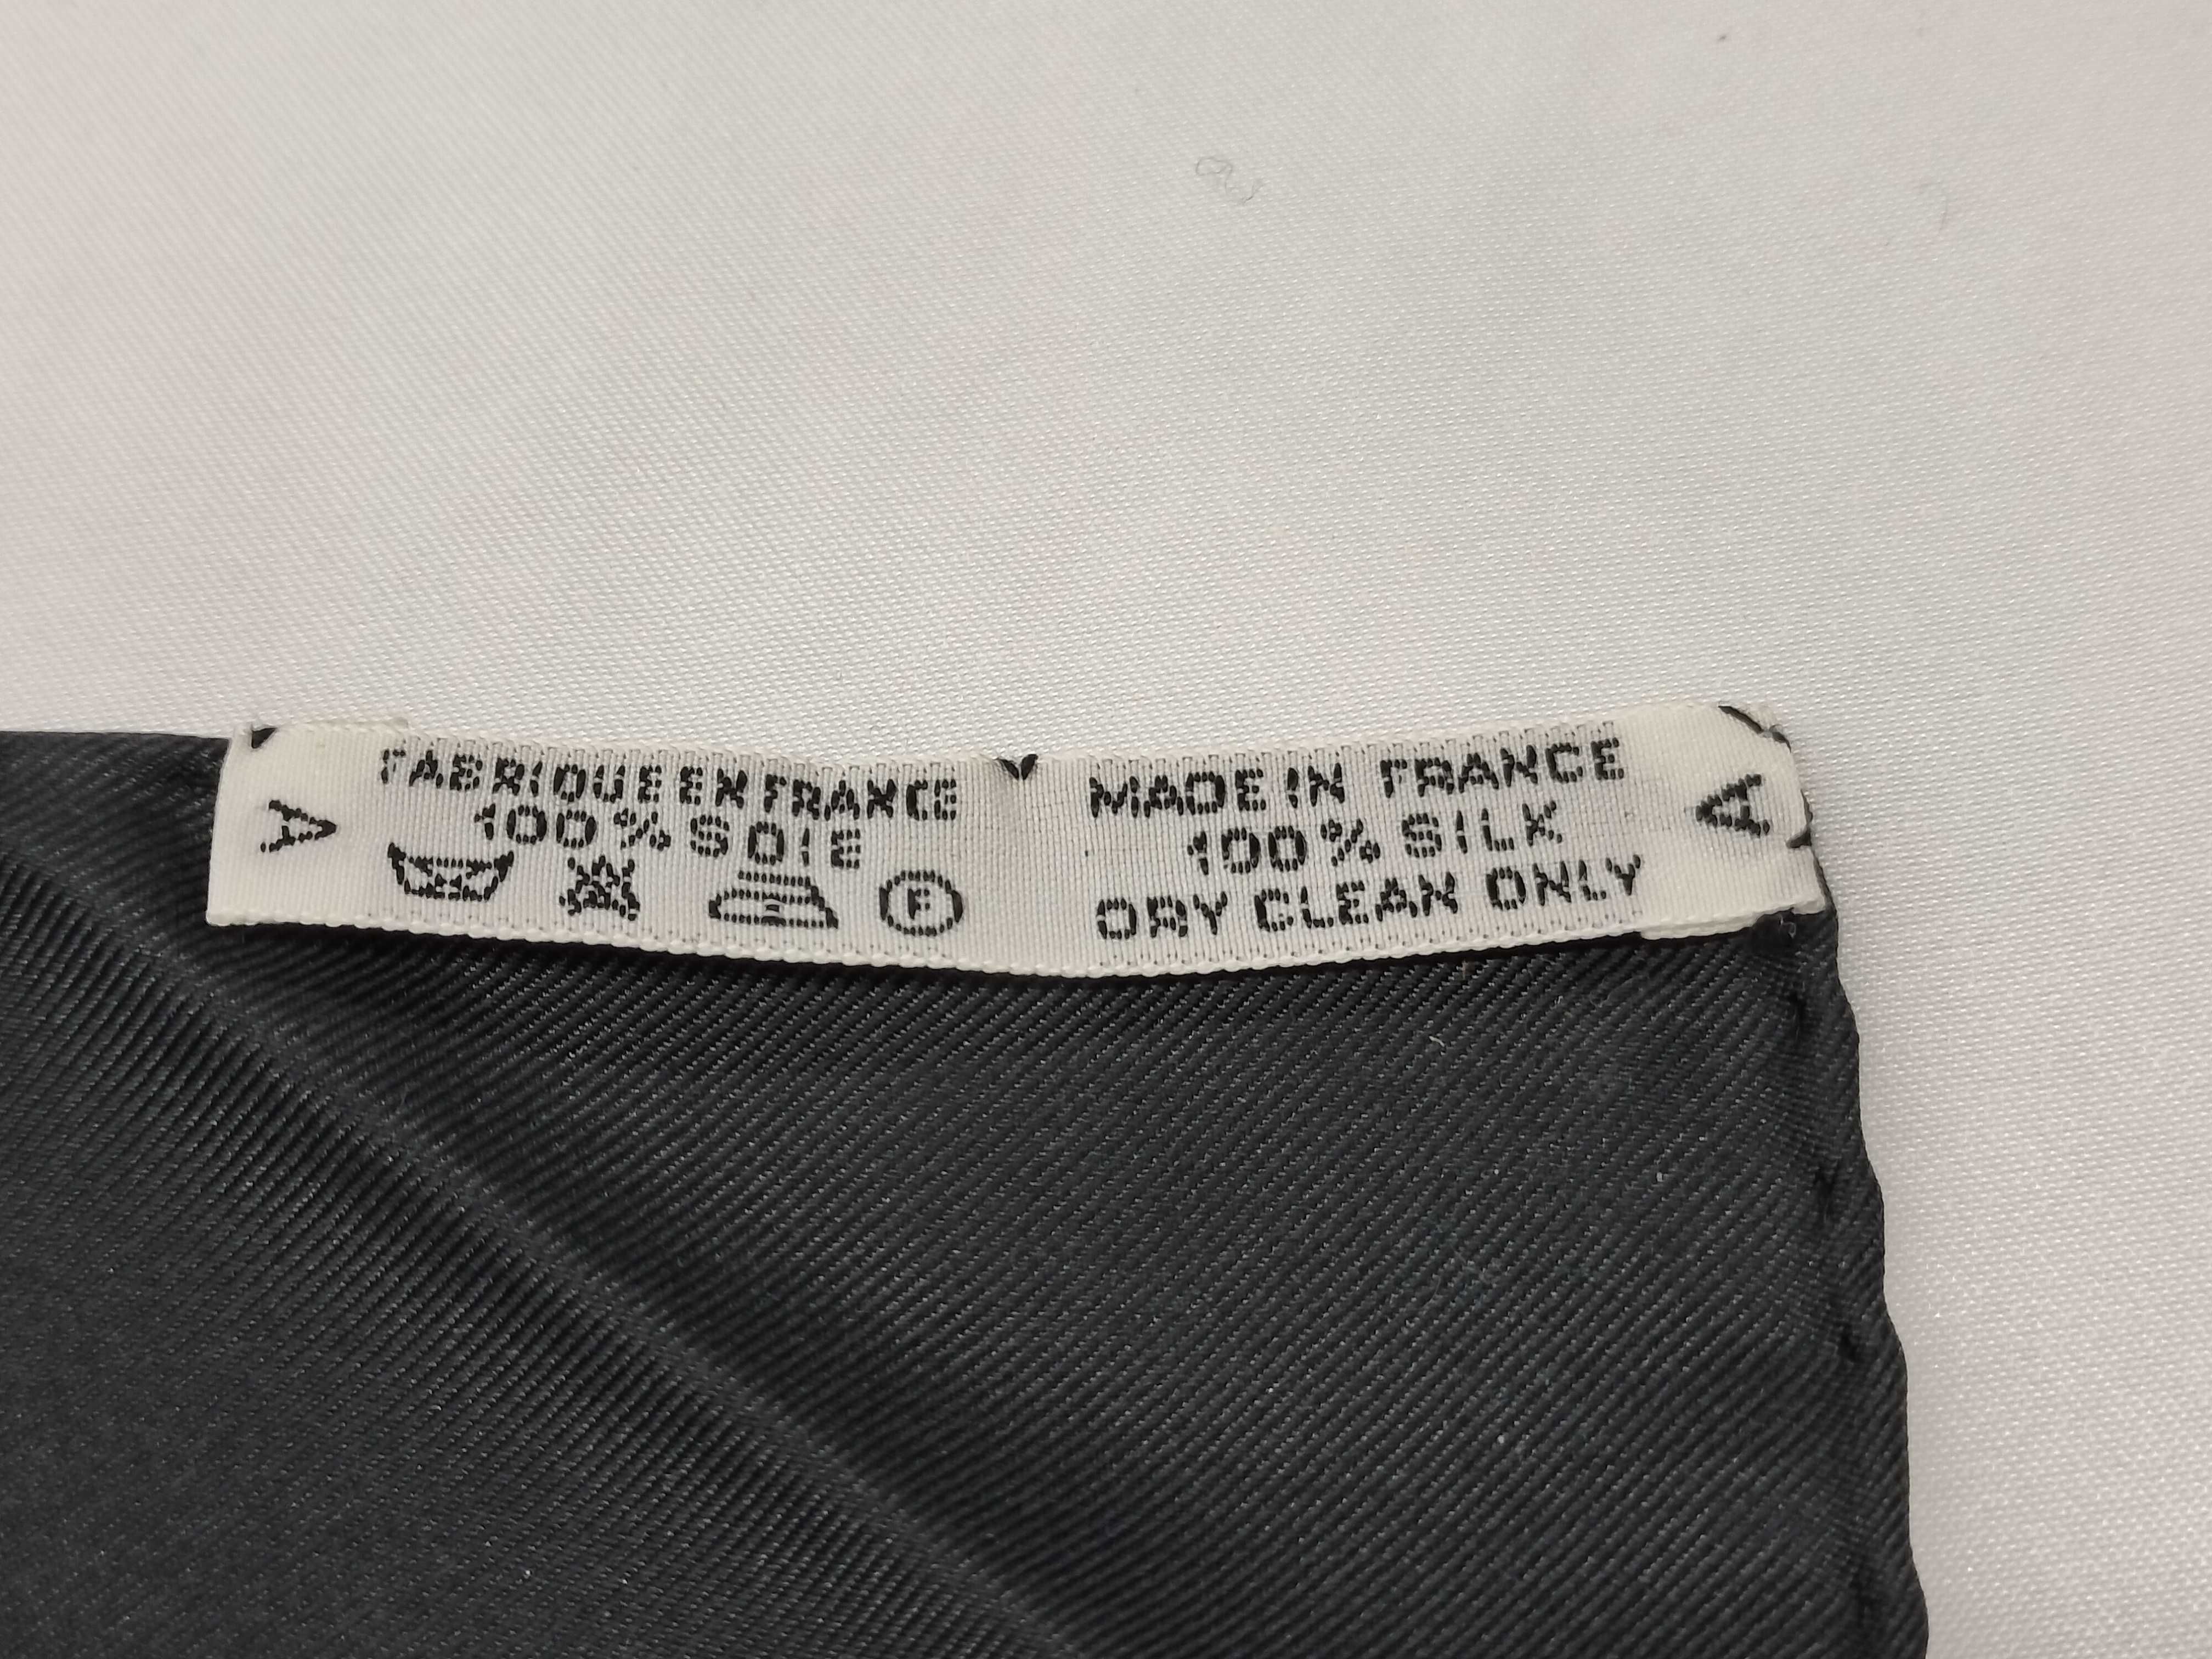 A
FABRIQUE EN FRANCE
100% SOIE
F
MADE IN FRANCE
100% SILK
DRY CLEAN ONLY
A